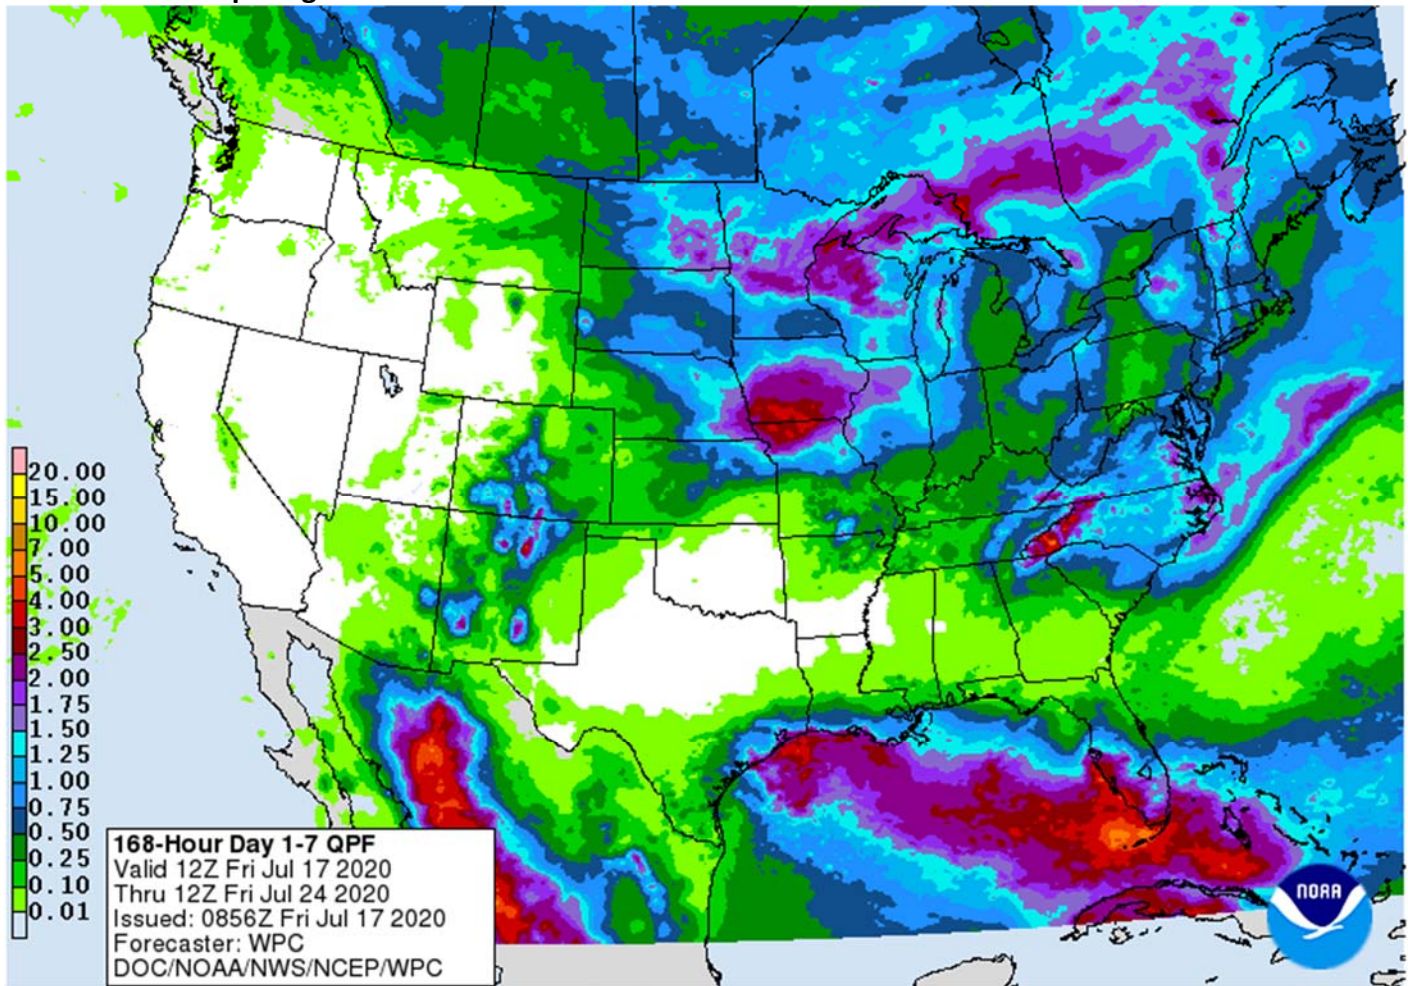 20.00
15.00
10.00
7.00
5.00
4.00
3.00
2.50
2.00
1.75
1.50
1.25
1.00
0.75
0.50
0.25
0.10
0.01
168-Hour Day 1-7 QPF
Valid 12Z Fri Jul 17 2020
Thru 12Z Fri Jul 24 2020
Issued: 0856Z Fri Jul 17 2020
Forecaster: WPC
DOC/NOAA/NWS/NCEP/WPC
NOAA